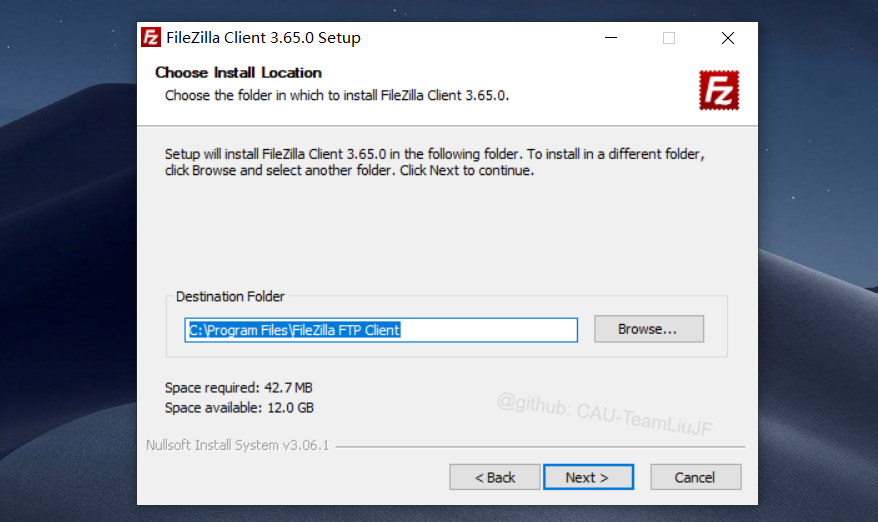 FileZilla Client 3.65.0 Setup
Choose Install Location
Choose the folder in which to install FileZilla Client 3.65.0.
Fz
Setup will install FileZilla Client 3.65.0 in the following folder. To install in a different folder,
click Browse and select another folder. Click Next to continue.
Destination Folder
C:\Program Files\FileZilla FTP Client
Browse...
Space required: 42.7 MB
Space available: 12.0 GB
@github: CAU-TeamLiuJF
Nullsoft Install System v3.06.1
< Back
Next >
Cancel